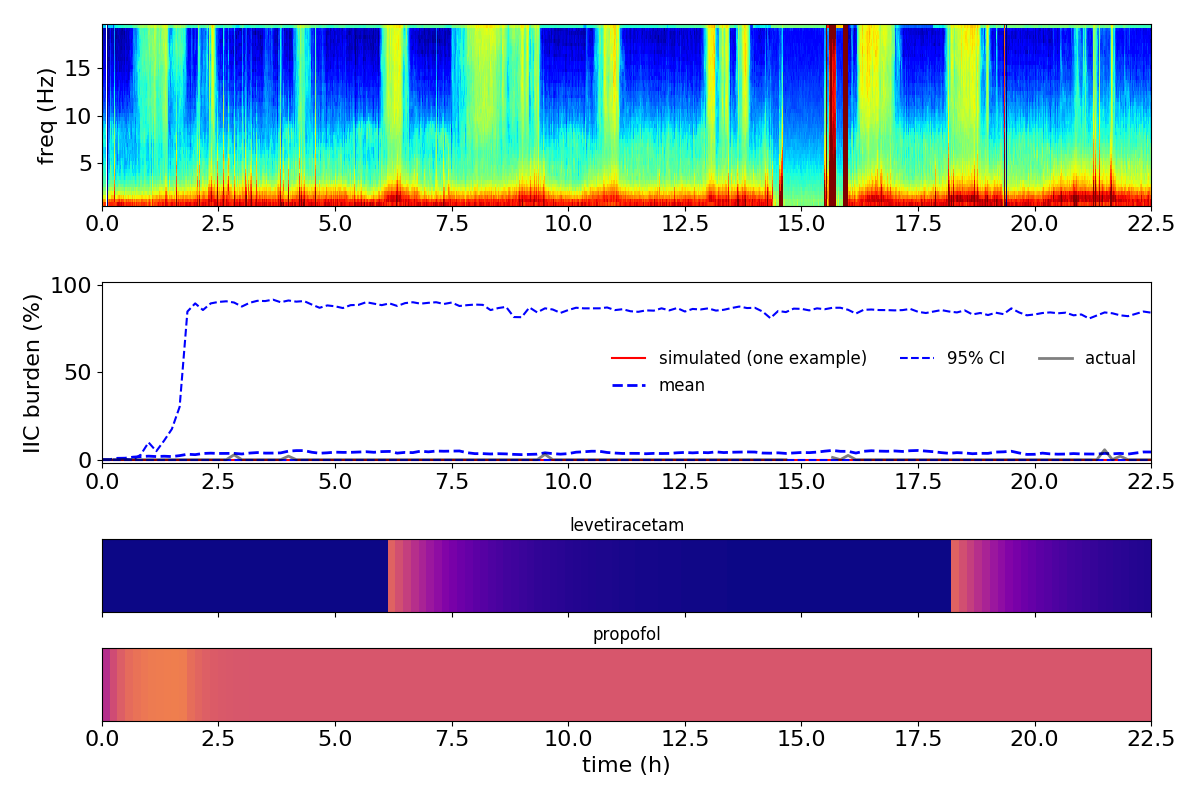 freq (Hz)
15
10
5
0.0 2.5 5.0 7.5 10.0 12.5 15.0 17.5 20.0 22.5
IIC burden (%)
100
50
0
simulated (one example) 95% CI actual
mean
0.0 2.5 5.0 7.5 10.0 12.5 15.0 17.5 20.0 22.5
levetiracetam
propofol
0.0 2.5 5.0 7.5 10.0 12.5 15.0 17.5 20.0 22.5
time (h)